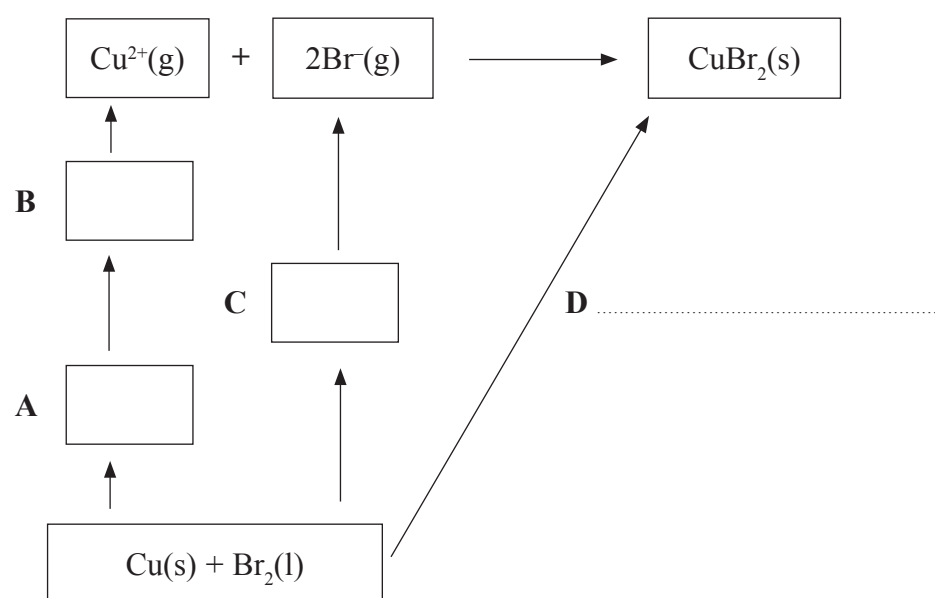 Cu²⁺(g) + 2Br⁻(g) CuBr₂(s)
B
C
D ........................................
A
Cu(s) + Br₂(l)